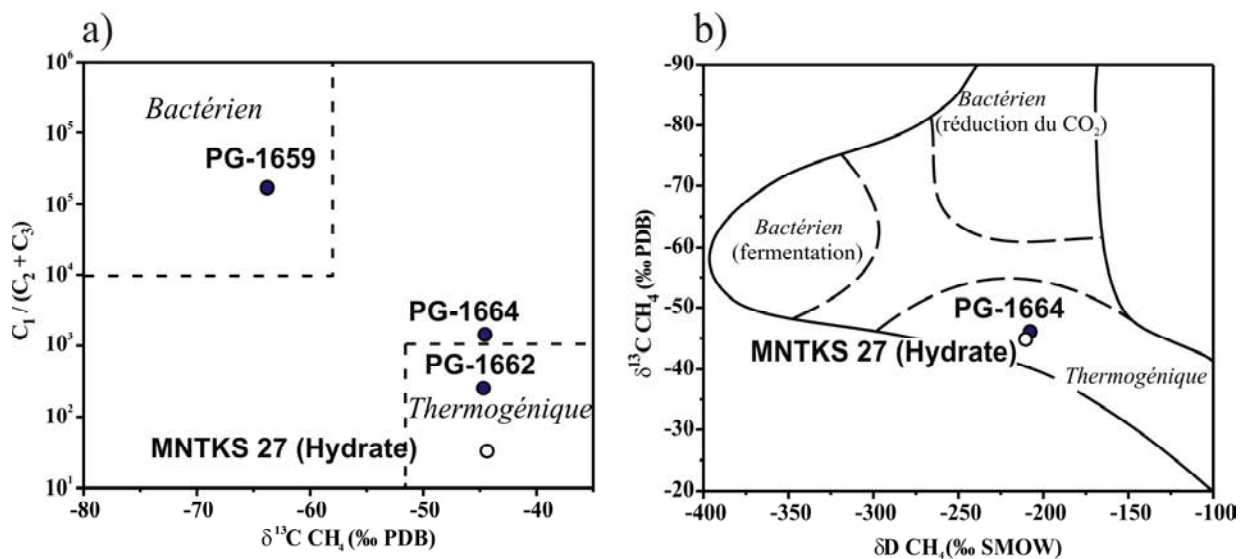 a)
C₁ / (C₂ + C₃)
10⁶
10⁵
10⁴
10³
10²
10¹
Bactérien
PG-1659
PG-1664
PG-1662
Thermogénique
MNTKS 27 (Hydrate)
-80
-70
-60
-50
-40
δ¹³C CH₄ (‰ PDB)
b)
δ¹³C CH₄ (‰ PDB)
-90
-80
-70
-60
-50
-40
-30
-20
Bactérien
(réduction du CO₂)
Bactérien
(fermentation)
PG-1664
MNTKS 27 (Hydrate)
Thermogénique
-400
-350
-300
-250
-200
-150
-100
δD CH₄ (‰ SMOW)